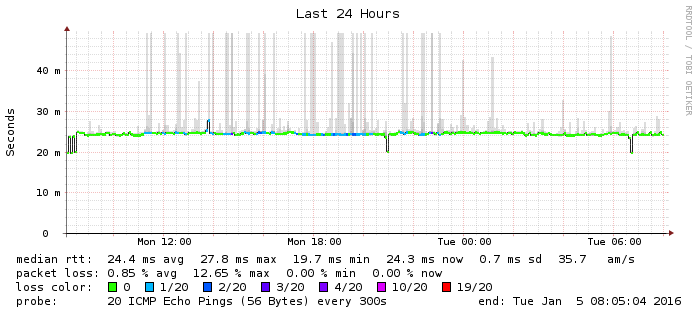 Last 24 Hours
RRDTOOL / TOBI OETIKER
Seconds
40 m
30 m
20 m
10 m
0
Mon 12:00 Mon 18:00 Tue 00:00 Tue 06:00
median rtt: 24.4 ms avg 27.8 ms max 19.7 ms min 24.3 ms now 0.7 ms sd 35.7 am/s
packet loss: 0.85 % avg 12.65 % max 0.00 % min 0.00 % now
loss color: 0 1/20 2/20 3/20 4/20 10/20 19/20
probe: 20 ICMP Echo Pings (56 Bytes) every 300s end: Tue Jan 5 08:05:04 2016